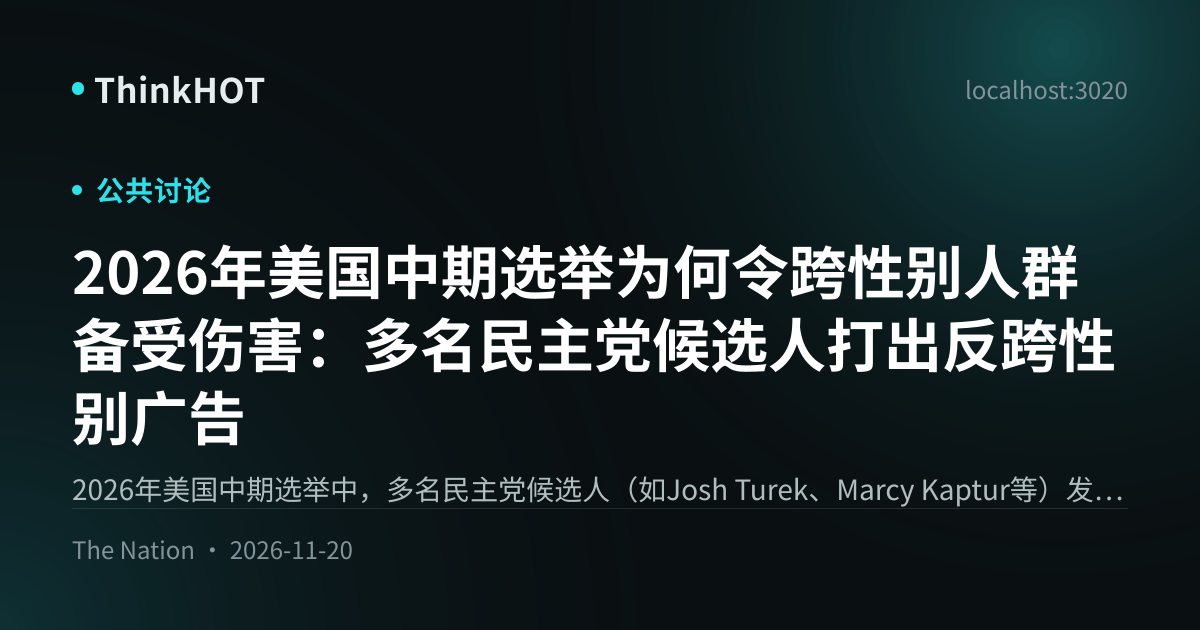 ThinkHOT
localhost:3020
公共讨论
2026年美国中期选举为何令跨性别人群
备受伤害：多名民主党候选人打出反跨性
别广告
2026年美国中期选举中，多名民主党候选人（如Josh Turek、Marcy Kaptur等）发…
The Nation · 2026-11-20